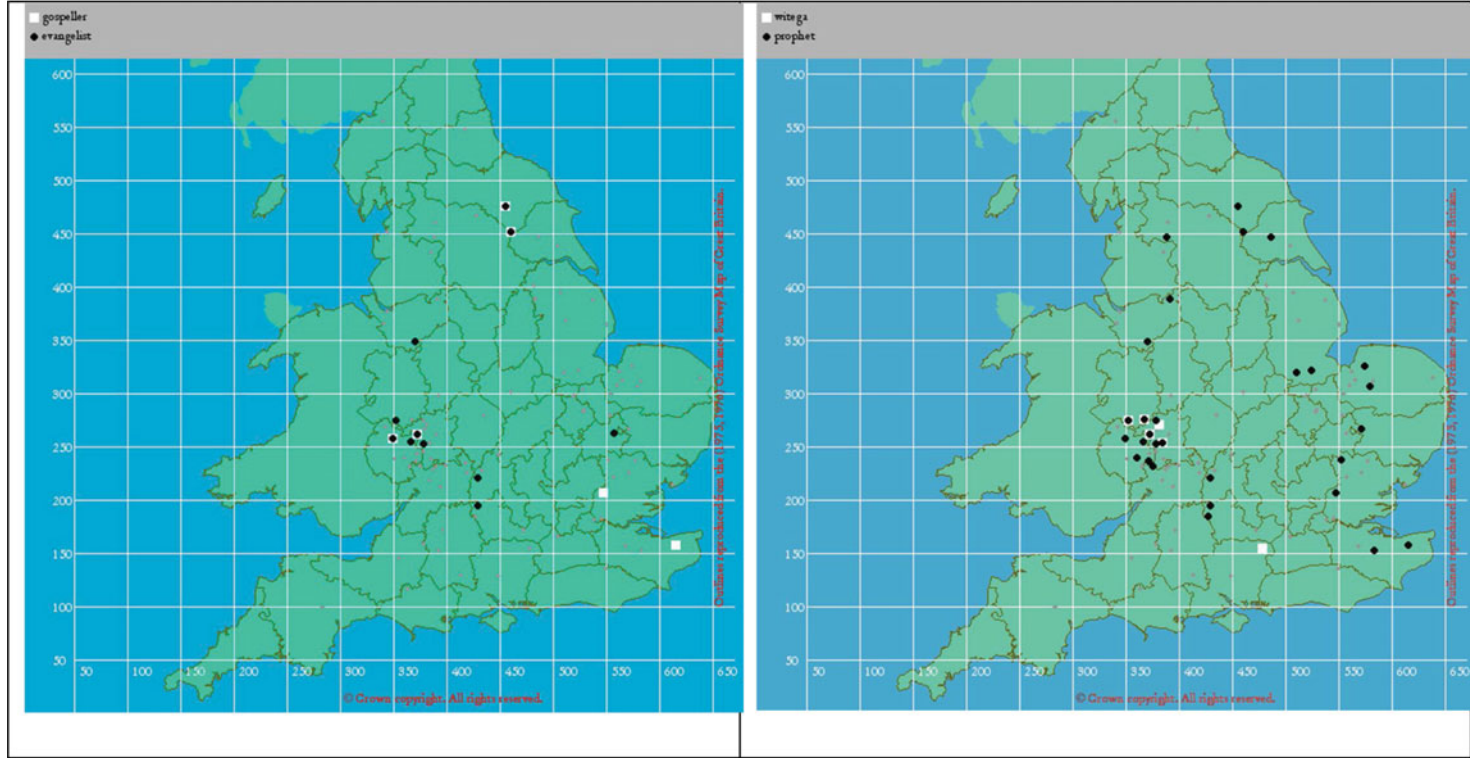 gospeller
evangelist
600
550
500
450
400
350
300
250
200
150
100
50
50 100 150 200 250 300 350 400 450 500 550 600 650
Outlines reproduced from the (1973, 1976) Ordnance Survey Map of Great Britain.
© Crown copyright. All rights reserved.
witega
prophet
600
550
500
450
400
350
300
250
200
150
100
50
50 100 150 200 250 300 350 400 450 500 550 600 650
Outlines reproduced from the (1973, 1976) Ordnance Survey Map of Great Britain.
© Crown copyright. All rights reserved.